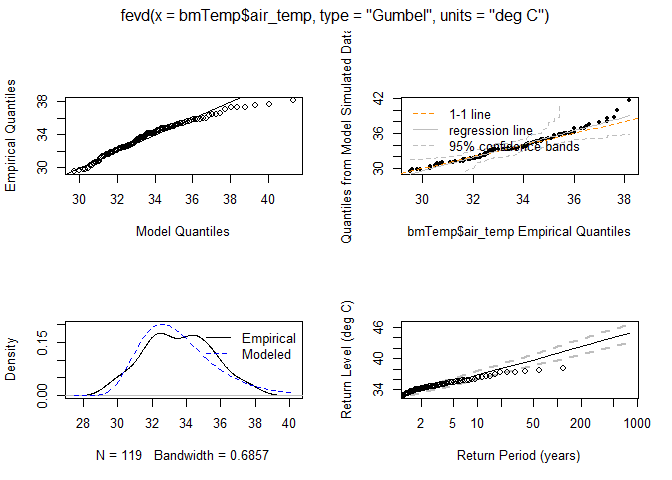 fevd(x = bmTemp$air_temp, type = "Gumbel", units = "deg C")
Empirical Quantiles
38
34
30
30 32 34 36 38 40
Model Quantiles
Quantiles from Model Simulated Data
42
36
30
1-1 line
regression line
95% confidence bands
30 32 34 36 38
bmTemp$air_temp Empirical Quantiles
Density
0.15
0.00
Empirical
Modeled
28 30 32 34 36 38 40
N = 119 Bandwidth = 0.6857
Return Level (deg C)
46
40
34
2 5 10 50 200 1000
Return Period (years)